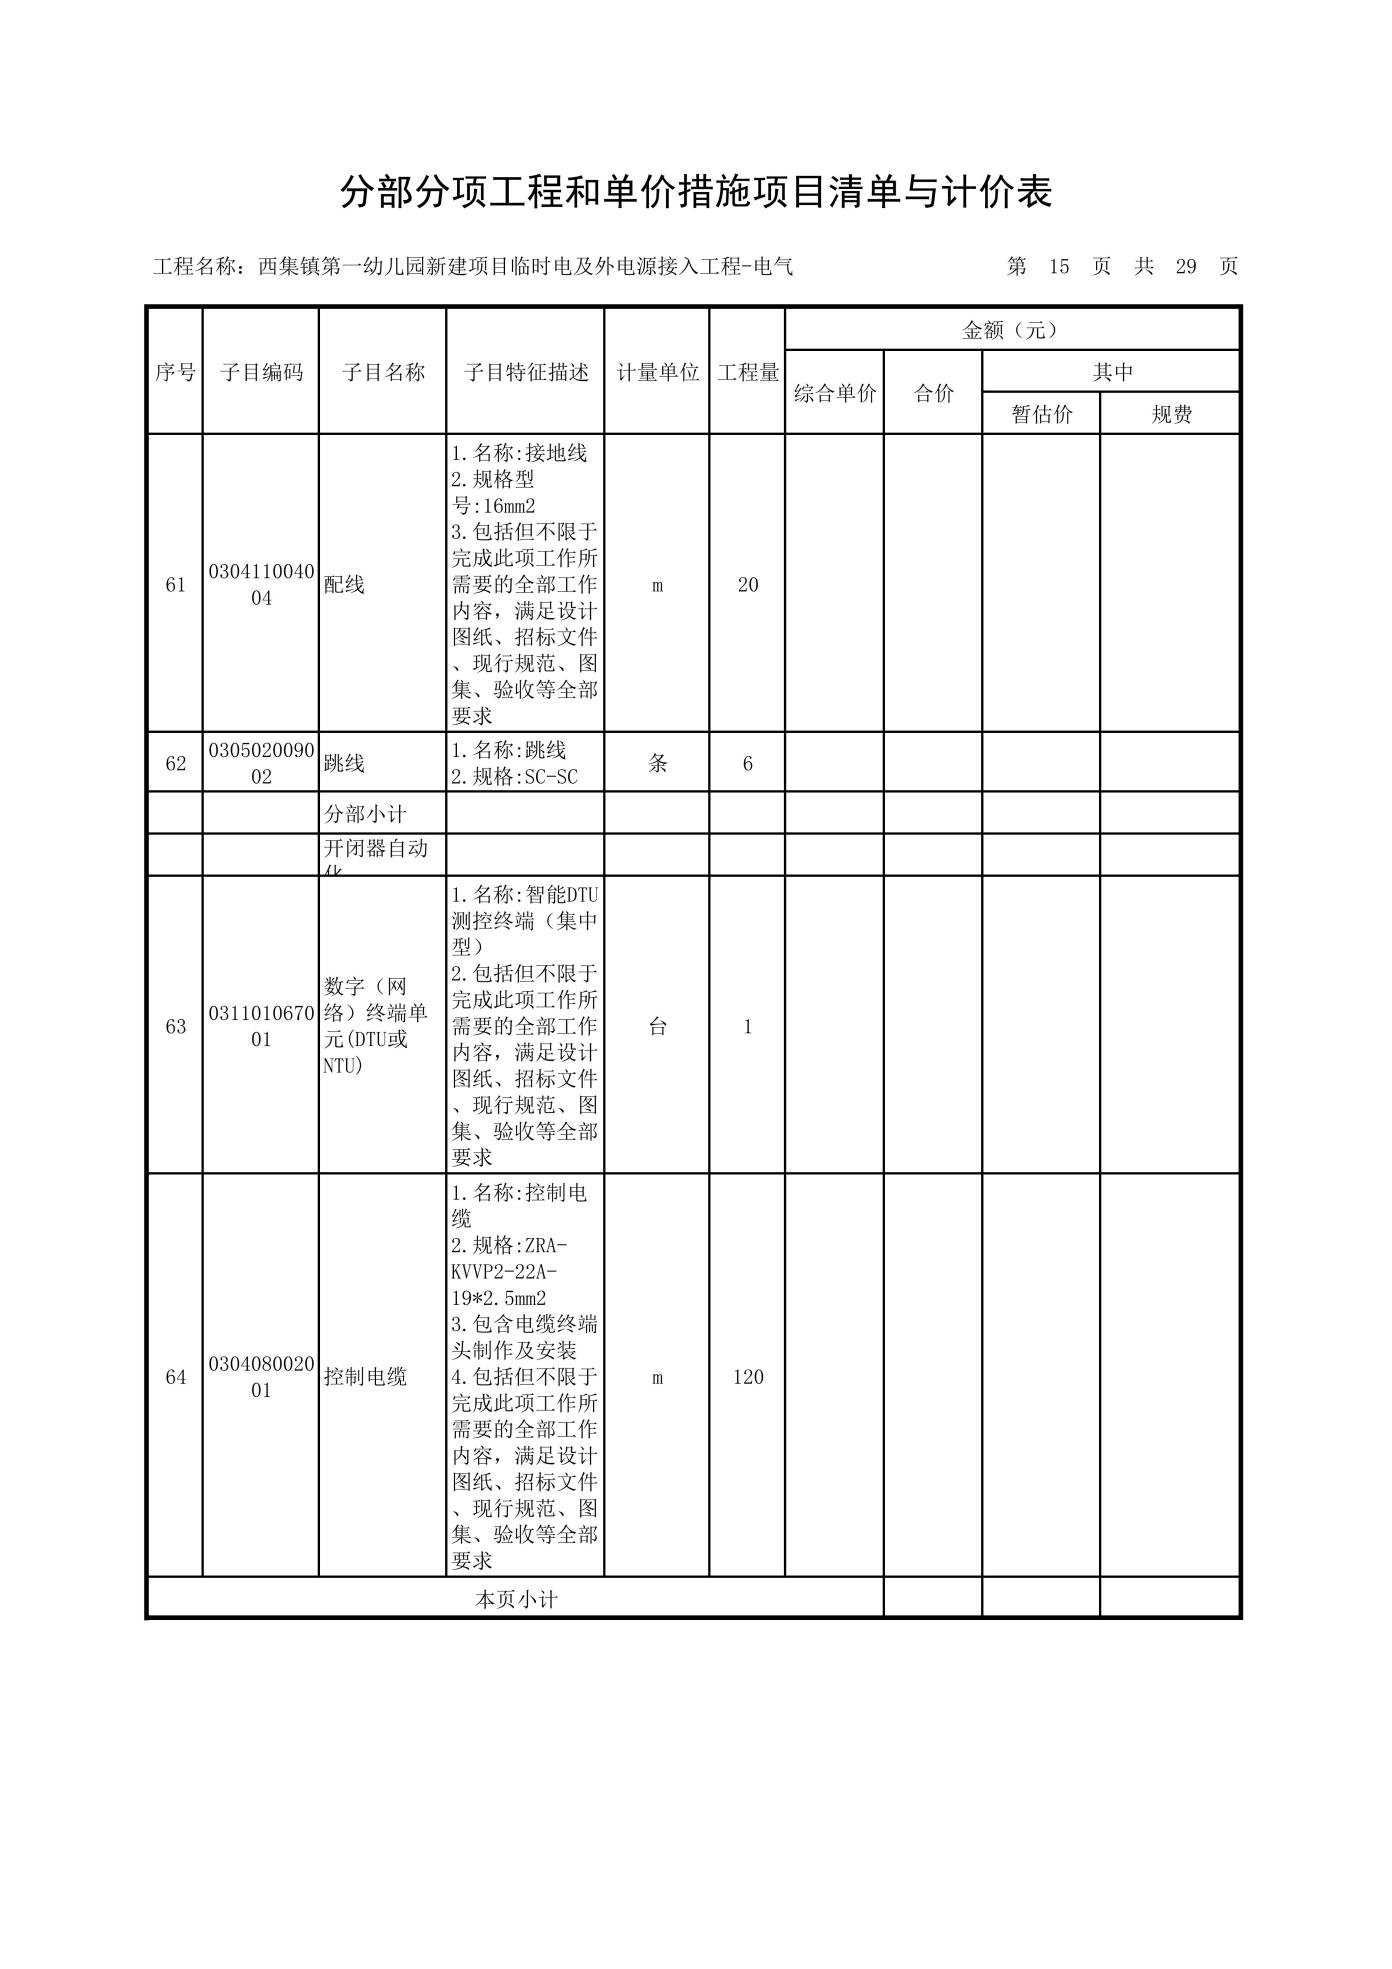 分部分项工程和单价措施项目清单与计价表
工程名称：西集镇第一幼儿园新建项目临时电及外电源接入工程-电气
第 15 页 共 29 页
序号
子目编码
子目名称
子目特征描述
计量单位
工程量
金额（元）
综合单价
合价
其中
暂估价
规费
61
0304110040
04
配线
1.名称:接地线
2.规格型
号:16mm2
3.包括但不限于
完成此项工作所
需要的全部工作
内容，满足设计
图纸、招标文件
、现行规范、图
集、验收等全部
要求
m
20
62
0305020090
02
跳线
1.名称:跳线
2.规格:SC-SC
条
6
分部小计
开闭器自动
化
63
0311010670
01
数字（网
络）终端单
元(DTU或
NTU)
1.名称:智能DTU
测控终端（集中
型）
2.包括但不限于
完成此项工作所
需要的全部工作
内容，满足设计
图纸、招标文件
、现行规范、图
集、验收等全部
要求
台
1
64
0304080020
01
控制电缆
1.名称:控制电
缆
2.规格:ZRA-
KVVP2-22A-
19*2.5mm2
3.包含电缆终端
头制作及安装
4.包括但不限于
完成此项工作所
需要的全部工作
内容，满足设计
图纸、招标文件
、现行规范、图
集、验收等全部
要求
m
120
本页小计